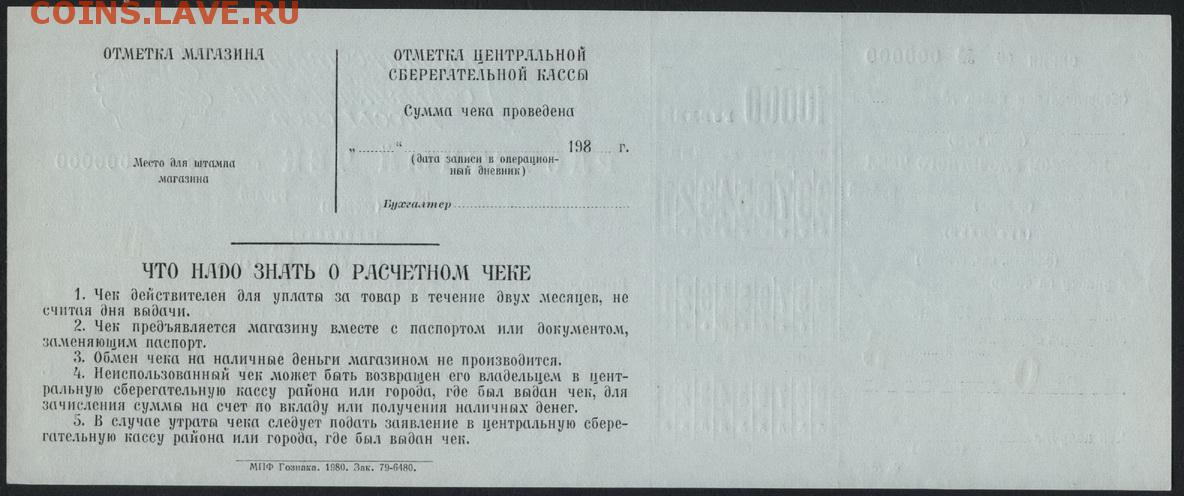 COINS.LAVE.RU
ОТМЕТКА МАГАЗИНА
Место для штампа
магазина
ОТМЕТКА ЦЕНТРАЛЬНОЙ
СБЕРЕГАТЕЛЬНОЙ КАССЫ
Сумма чека проведена
„ “ 198 г.
(дата записи в операцион-
ный дневник)
Бухгалтер
ЧТО НАДО ЗНАТЬ О РАСЧЕТНОМ ЧЕКЕ
1. Чек действителен для уплаты за товар в течение двух месяцев, не
считая дня выдачи.
2. Чек предъявляется магазину вместе с паспортом или документом,
заменяющим паспорт.
3. Обмен чека на наличные деньги магазином не производится.
4. Неиспользованный чек может быть возвращен его владельцем в цент-
ральную сберегательную кассу района или города, где был выдан чек, для
зачисления суммы на счет по вкладу или получения наличных денег.
5. В случае утраты чека следует подать заявление в центральную сбере-
гательную кассу района или города, где был выдан чек.
МПФ Гознака. 1980. Зак. 79-6480.